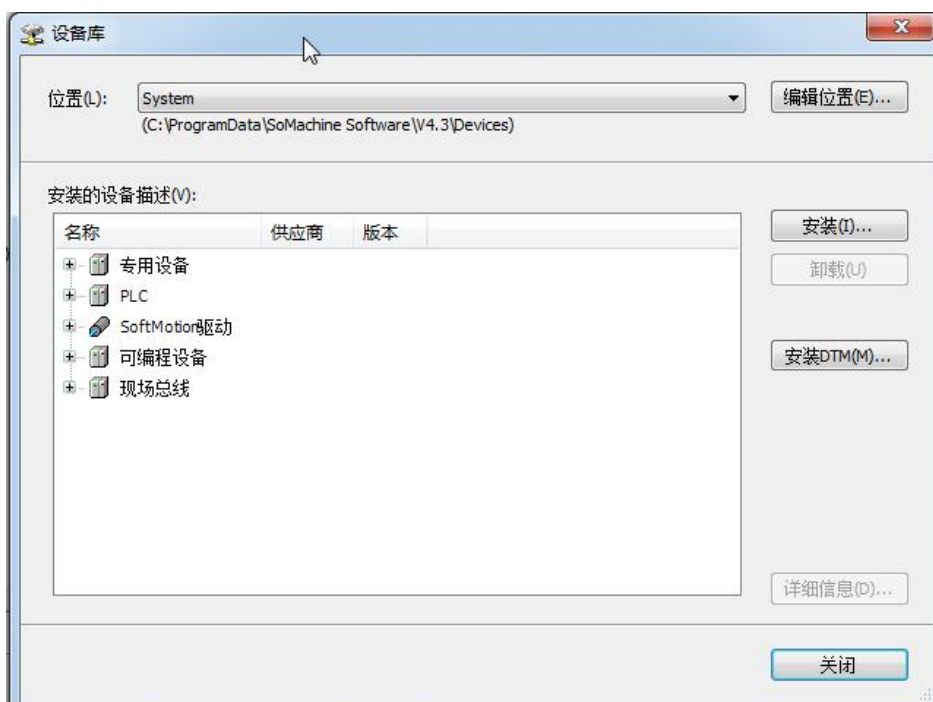 设备库
位置(L):
System
编辑位置(E)...
(C:\ProgramData\SoMachine Software\V4.3\Devices)
安装的设备描述(V):
名称 供应商 版本
安装(I)...
专用设备
卸载(U)
PLC
SoftMotion驱动
可编程设备
安装DTM(M)...
现场总线
详细信息(D)...
关闭